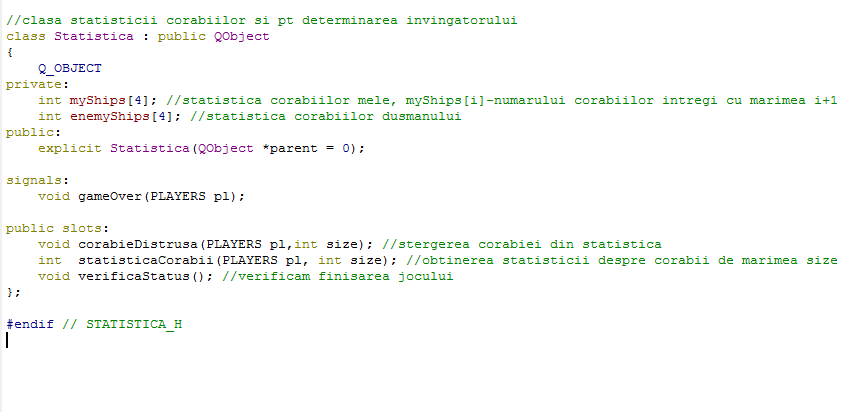 //clasa statisticii corabiilor si pt determinarea invingatorului
class Statistica : public QObject
{
    Q_OBJECT
private:
    int myShips[4]; //statistica corabiilor mele, myShips[i]-numarului corabiilor intregi cu marimea i+1
    int enemyShips[4]; //statistica corabiilor dusmanului
public:
    explicit Statistica(QObject *parent = 0);
signals:
    void gameOver(PLAYERS pl);
public slots:
    void corabieDistrusa(PLAYERS pl,int size); //stergerea corabiei din statistica
    int  statisticaCorabii(PLAYERS pl, int size); //obtinerea statisticii despre corabii de marimea size
    void verificaStatus(); //verificam finisarea jocului
};
#endif // STATISTICA_H